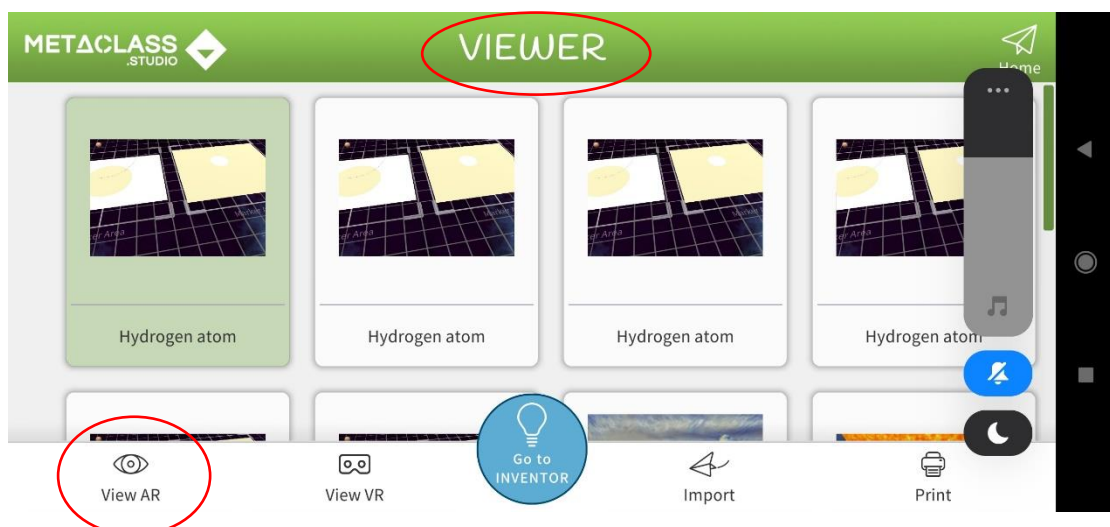 METACLASS
.STUDIO
VIEWER
Home
Hydrogen atom
Hydrogen atom
Hydrogen atom
Hydrogen atom
View AR
View VR
Go to
INVENTOR
Import
Print